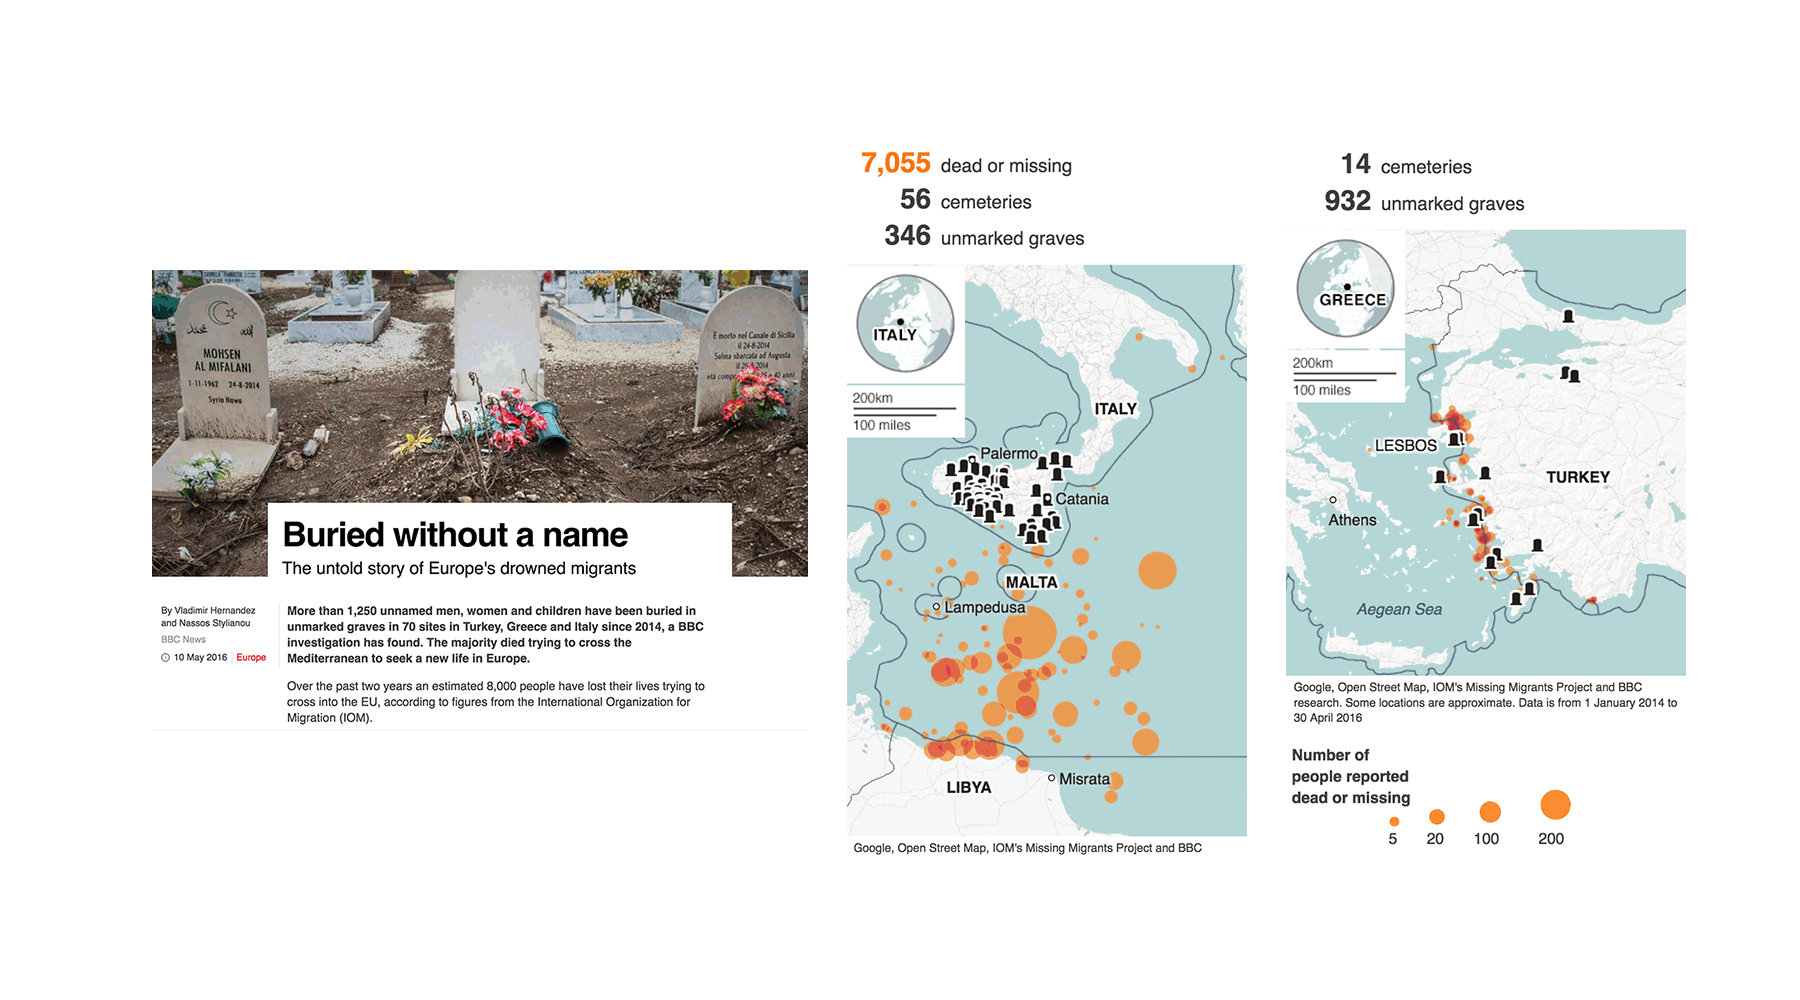 MOHSEN
AL MIFALANI
1-11-1962 24-8-2014
Syria Nawa
È morto nel Canale di Sicilia
il 24-8-2014
Salma sbarcata ad Augusta
Buried without a name
The untold story of Europe's drowned migrants
By Vladimir Hernandez
and Nassos Stylianou
BBC News
10 May 2016 Europe
More than 1,250 unnamed men, women and children have been buried in
unmarked graves in 70 sites in Turkey, Greece and Italy since 2014, a BBC
investigation has found. The majority died trying to cross the
Mediterranean to seek a new life in Europe.
Over the past two years an estimated 8,000 people have lost their lives trying to
cross into the EU, according to figures from the International Organization for
Migration (IOM).
7,055 dead or missing
56 cemeteries
346 unmarked graves
ITALY
200km
100 miles
ITALY
Palermo
Catania
MALTA
Lampedusa
Misrata
LIBYA
Google, Open Street Map, IOM's Missing Migrants Project and BBC
14 cemeteries
932 unmarked graves
GREECE
200km
100 miles
LESBOS
TURKEY
Athens
Aegean Sea
Google, Open Street Map, IOM's Missing Migrants Project and BBC
research. Some locations are approximate. Data is from 1 January 2014 to
30 April 2016
Number of
people reported
dead or missing
5 20 100 200